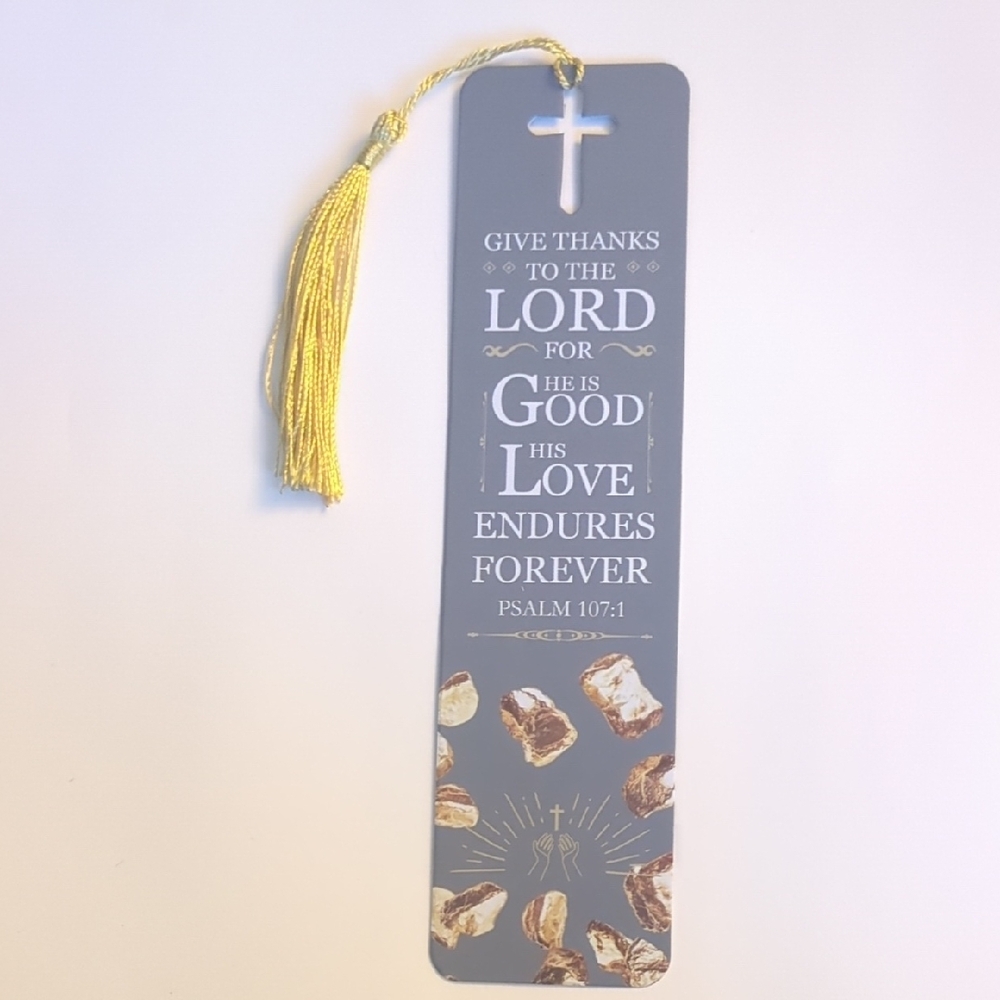 GIVE THANKS
TO THE
LORD
FOR
HE IS
GOOD
HIS
LOVE
ENDURES
FOREVER
PSALM 107:1